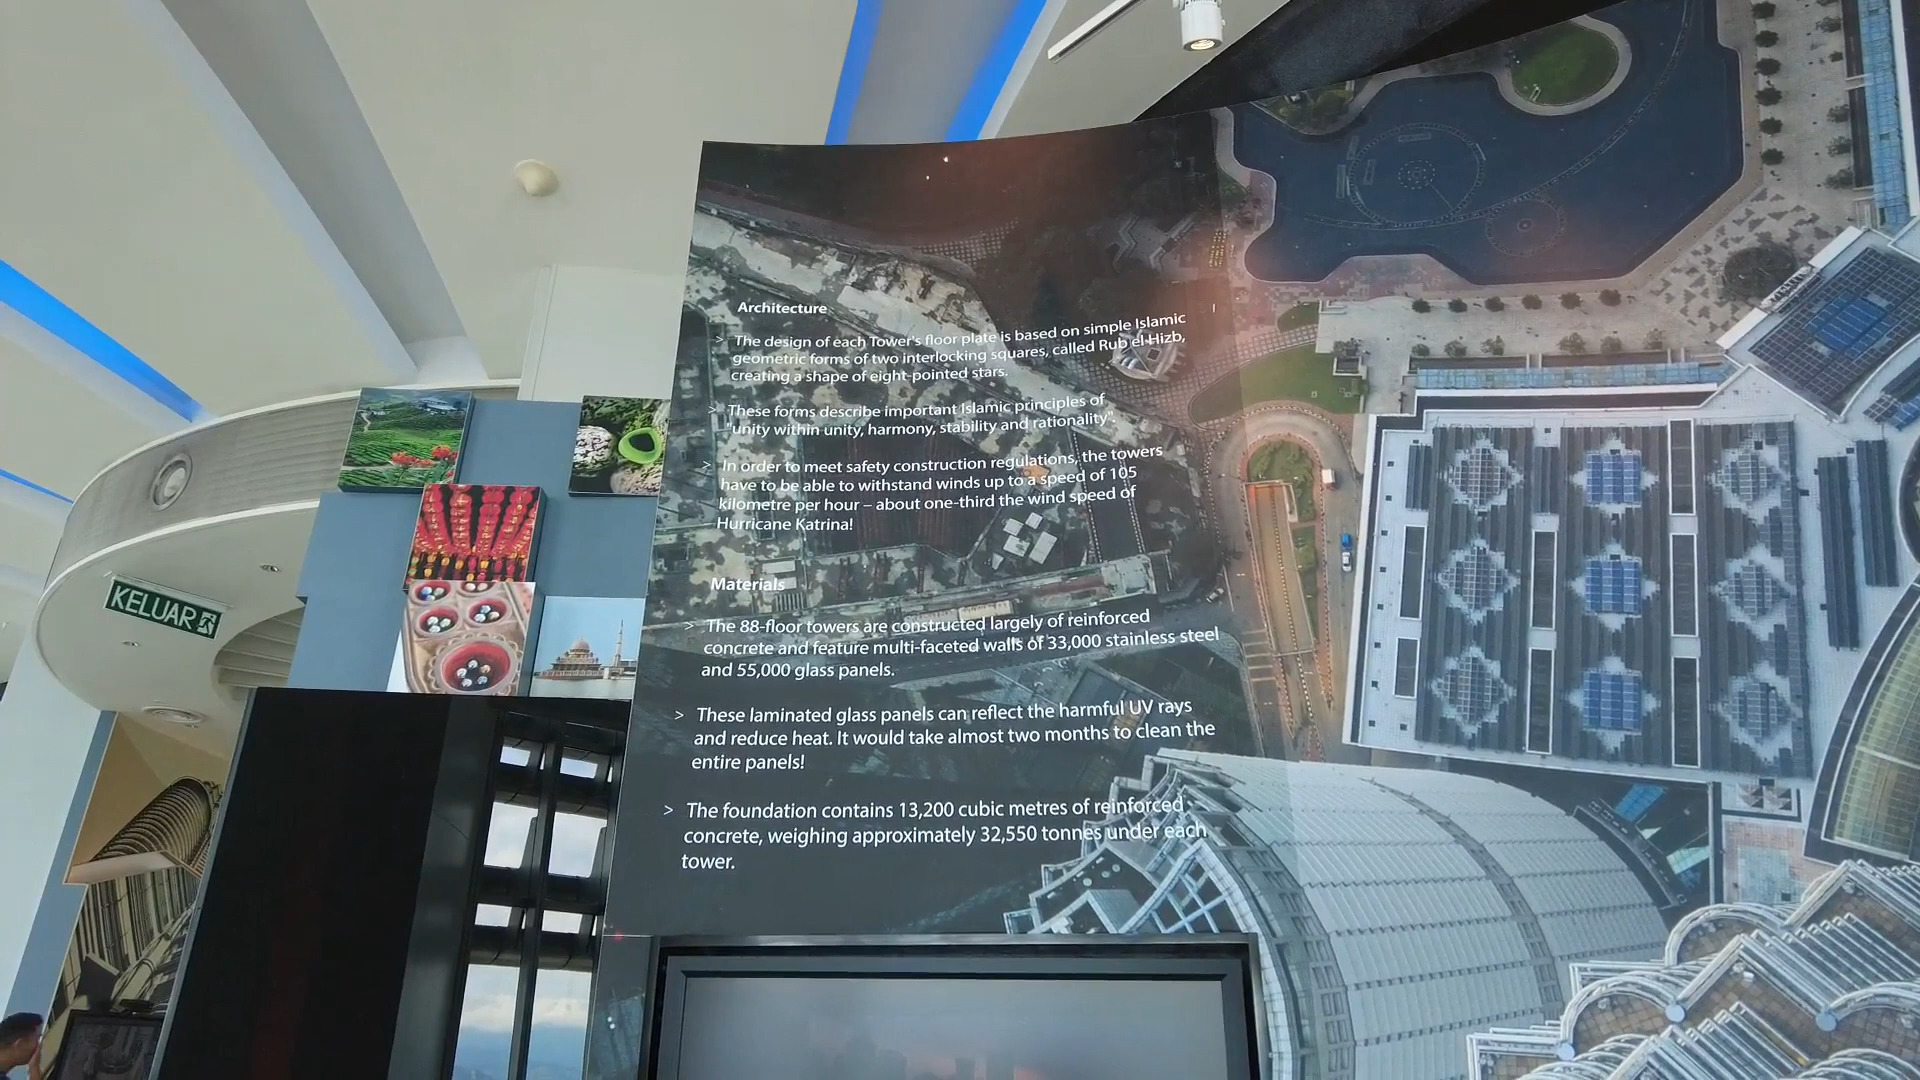 Architecture
> The design of each Tower's floor plate is based on simple Islamic
geometric forms of two interlocking squares, called Rub el Hizb,
creating a shape of eight-pointed stars.
> These forms describe important Islamic principles of
"unity within unity, harmony, stability and rationality".
> In order to meet safety construction regulations, the towers
have to be able to withstand winds up to a speed of 105
kilometre per hour – about one-third the wind speed of
Hurricane Katrina!
Materials
> The 88-floor towers are constructed largely of reinforced
concrete and feature multi-faceted walls of 33,000 stainless steel
and 55,000 glass panels.
> These laminated glass panels can reflect the harmful UV rays
and reduce heat. It would take almost two months to clean the
entire panels!
> The foundation contains 13,200 cubic metres of reinforced
concrete, weighing approximately 32,550 tonnes under each
tower.
KELUAR